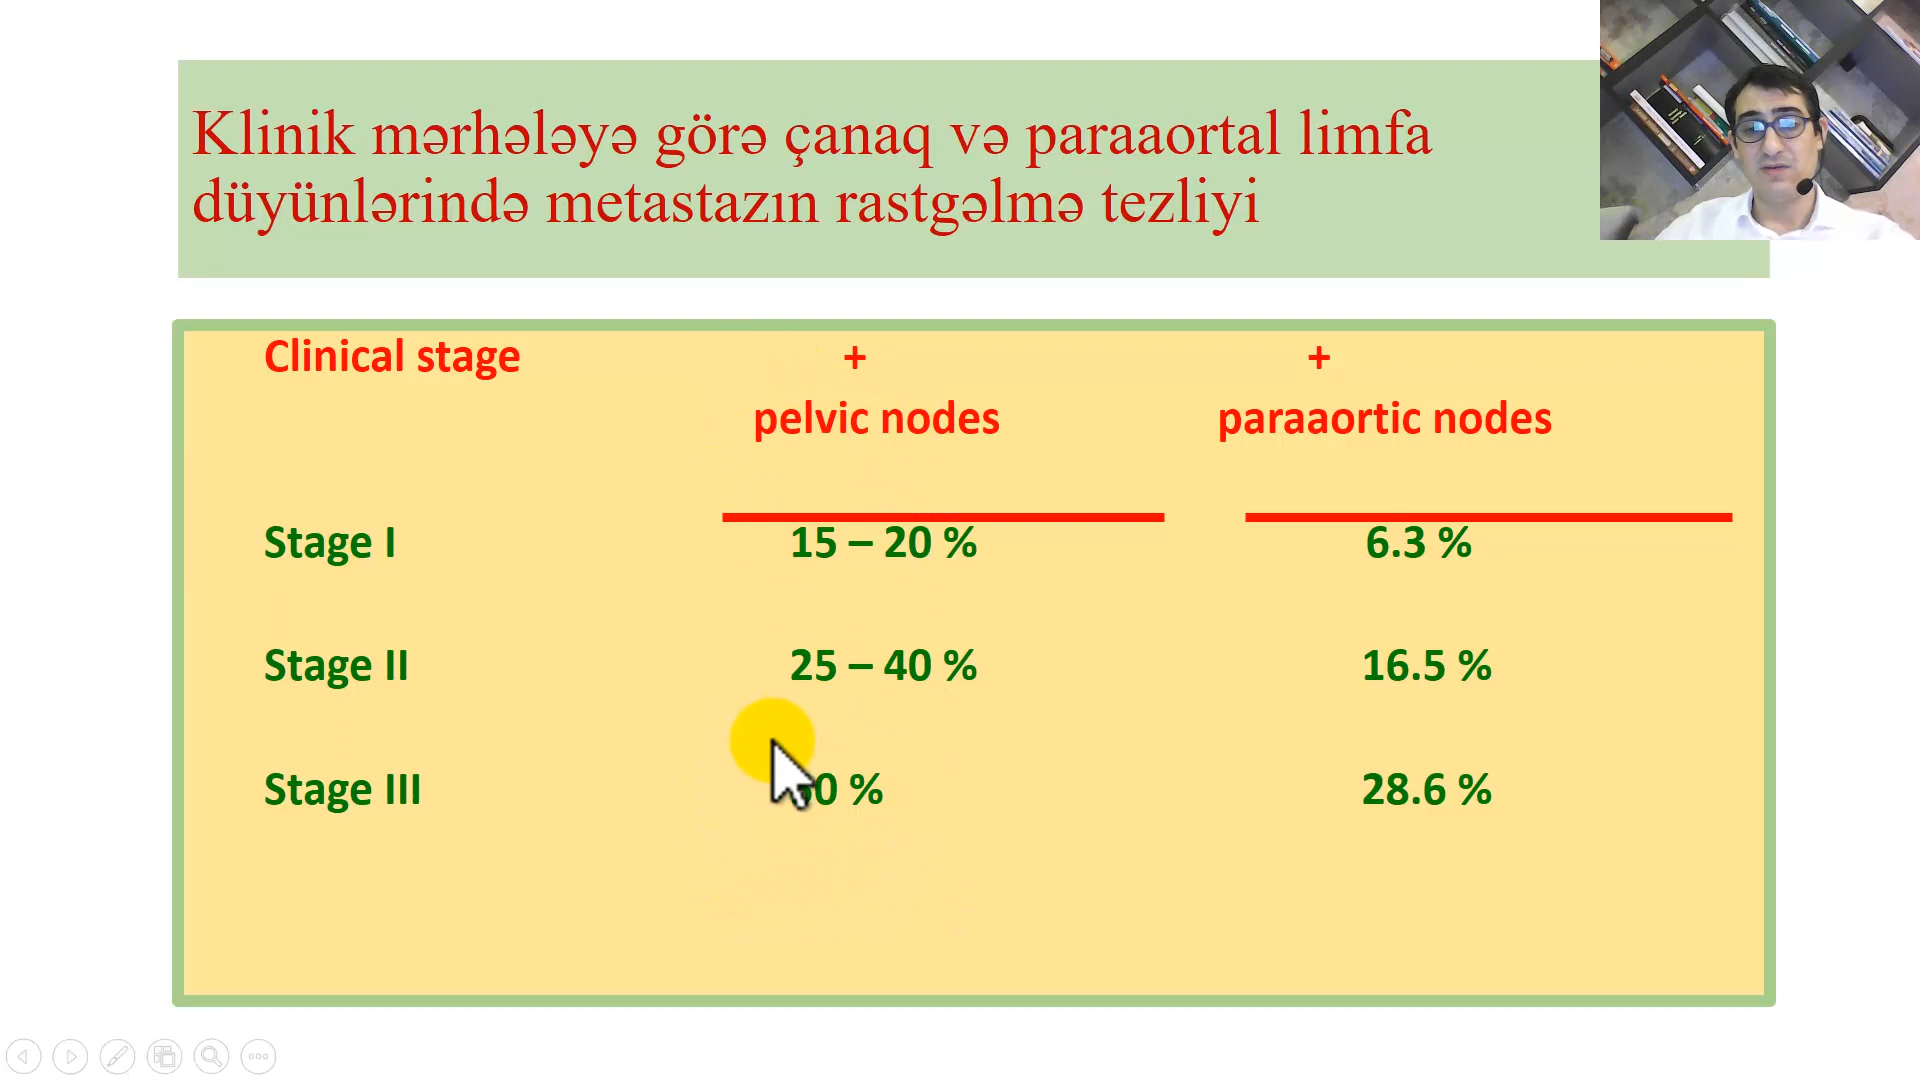 Klinik mərhələyə görə çanaq və paraaortal limfa
düyünlərində metastazın rastgəlmə tezliyi
Clinical stage + +
pelvic nodes paraaortic nodes
Stage I 15 – 20 % 6.3 %
Stage II 25 – 40 % 16.5 %
Stage III % 28.6 %